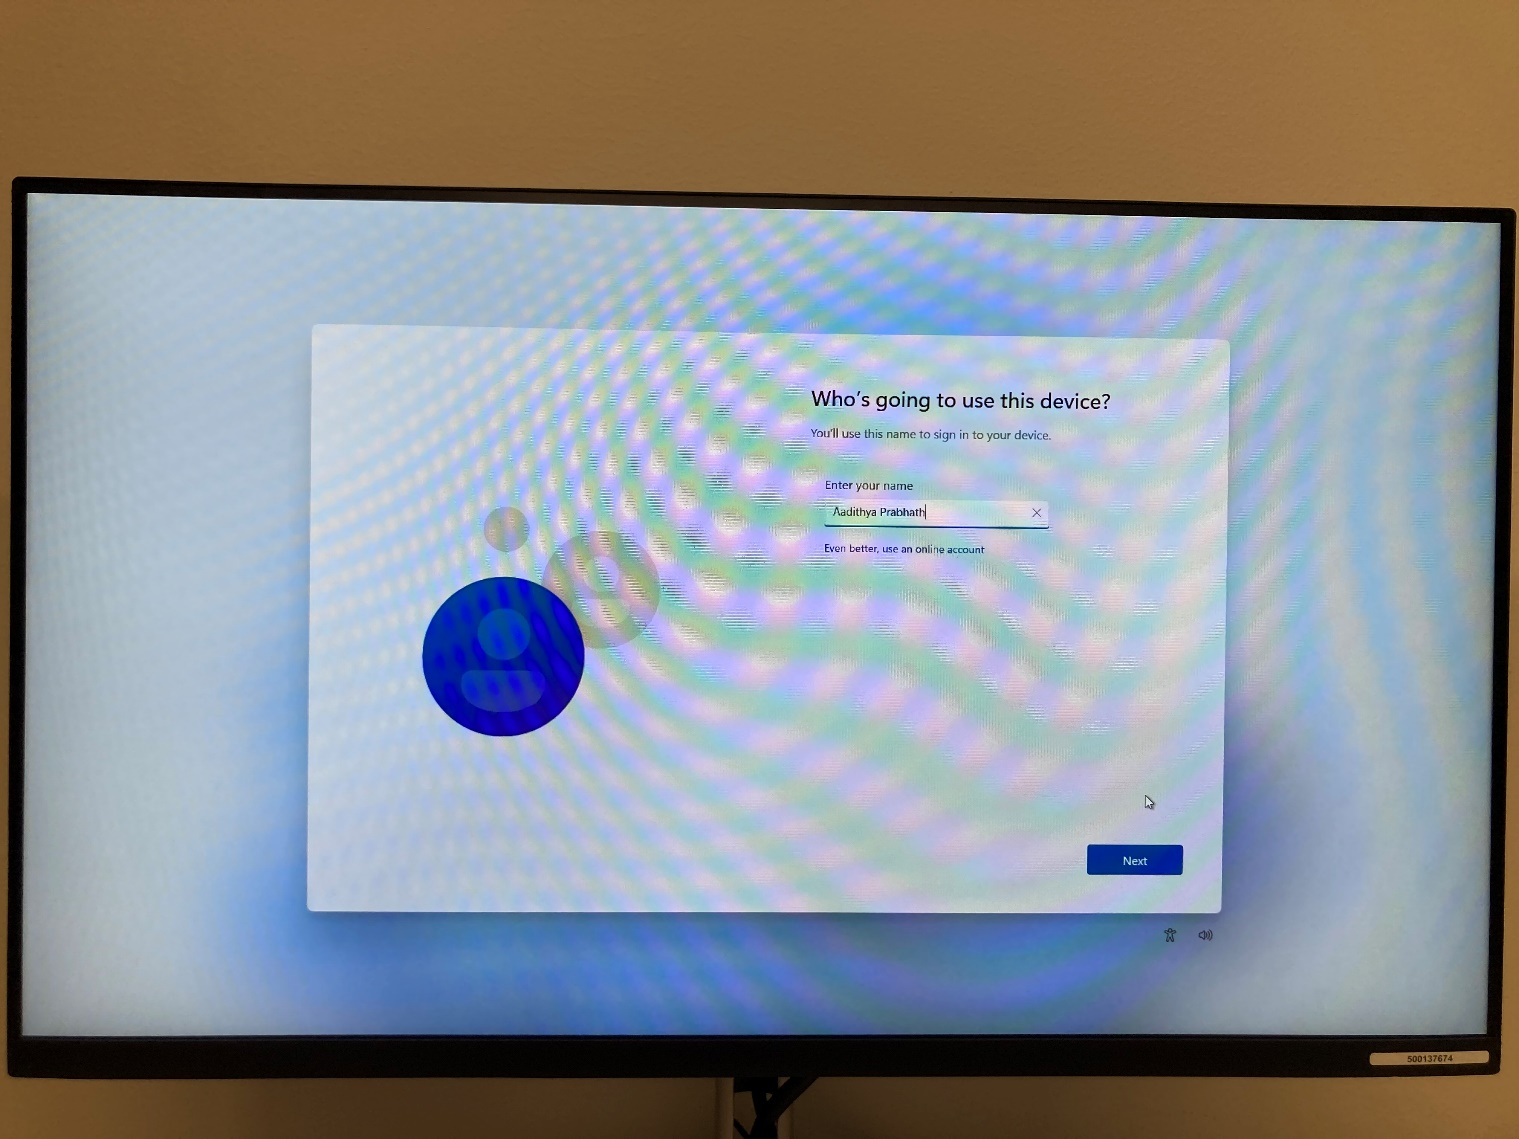 Who's going to use this device?
You'll use this name to sign in to your device.
Enter your name
Aadithya Prabhath
Even better, use an online account
Next
500137674